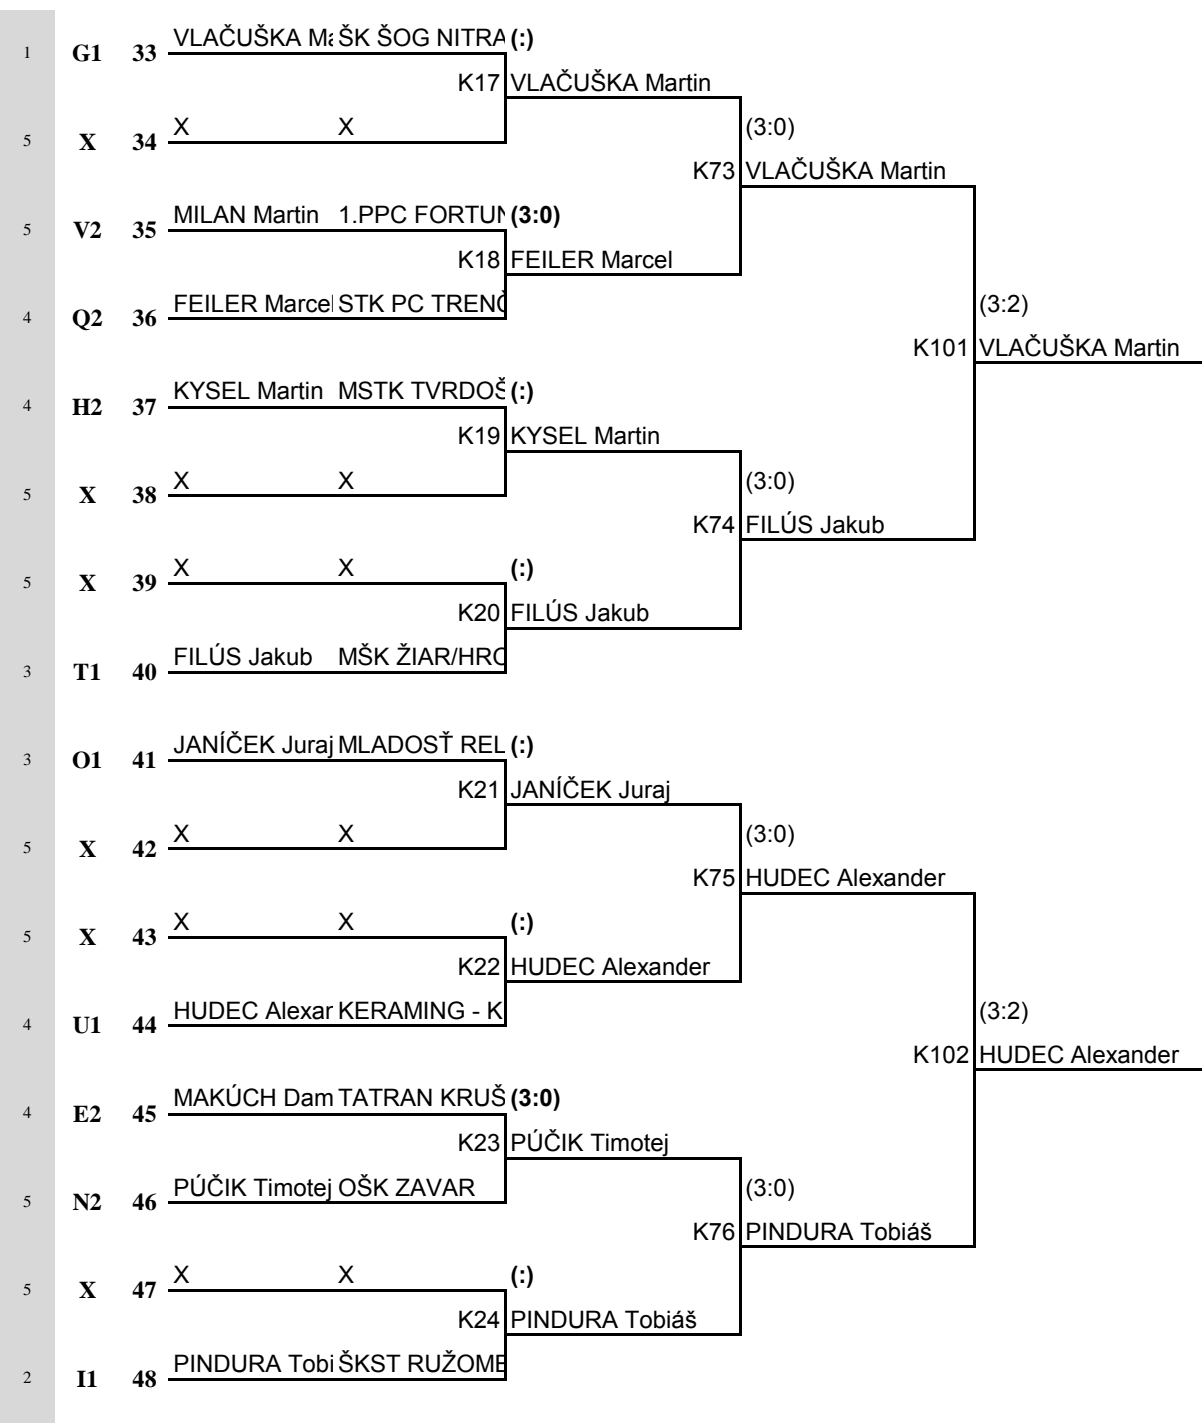 VLAČUŠKA Ma ŠK ŠOG NITRA (:)
1 G1 33
K17 VLAČUŠKA Martin
X X (3:0)
5 X 34
K73 VLAČUŠKA Martin
MILAN Martin 1.PPC FORTUN (3:0)
5 V2 35
K18 FEILER Marcel
FEILER Marcel STK PC TRENČ (3:2)
4 Q2 36
K101 VLAČUŠKA Martin
KYSEL Martin MSTK TVRDOŠ (:)
4 H2 37
K19 KYSEL Martin
X X (3:0)
5 X 38
K74 FILÚS Jakub
X X (:)
5 X 39
K20 FILÚS Jakub
FILÚS Jakub MŠK ŽIAR/HRO
3 T1 40
JANÍČEK Juraj MLADOSŤ REL (:)
3 O1 41
K21 JANÍČEK Juraj
X X (3:0)
5 X 42
K75 HUDEC Alexander
X X (:)
5 X 43
K22 HUDEC Alexander
HUDEC Alexan KERAMING - K (3:2)
4 U1 44
K102 HUDEC Alexander
MAKÚCH Dam TATRAN KRUŠ (3:0)
4 E2 45
K23 PÚČIK Timotej
PÚČIK Timotej OŠK ZAVAR (3:0)
5 N2 46
K76 PINDURA Tobiáš
X X (:)
5 X 47
K24 PINDURA Tobiáš
PINDURA Tobi ŠKST RUŽOMB
2 I1 48